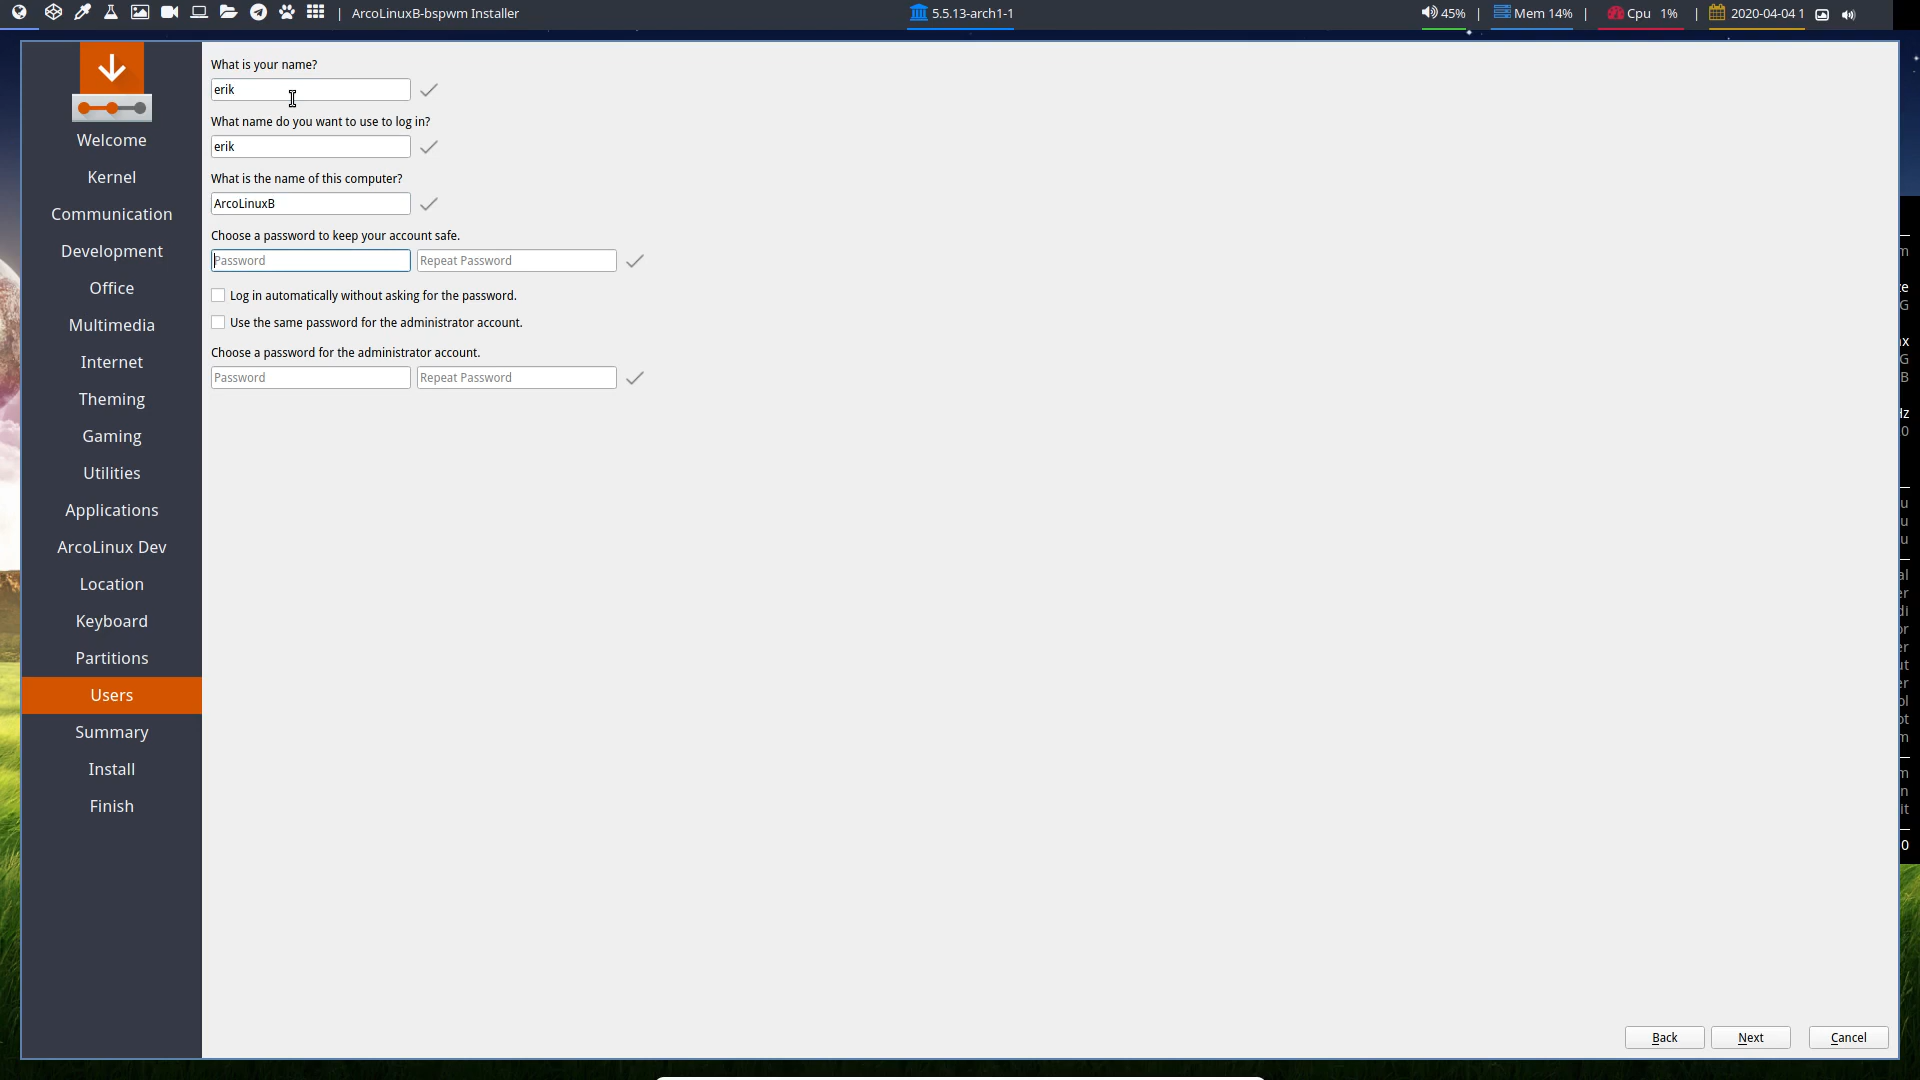 | ArcoLinuxB-bspwm Installer
5.5.13-arch1-1
45% | Mem 14% | Cpu 1% | 2020-04-04 1
Welcome
Kernel
Communication
Development
Office
Multimedia
Internet
Theming
Gaming
Utilities
Applications
ArcoLinux Dev
Location
Keyboard
Partitions
Users
Summary
Install
Finish
What is your name?
erik
What name do you want to use to log in?
erik
What is the name of this computer?
ArcoLinuxB
Choose a password to keep your account safe.
Password Repeat Password
Log in automatically without asking for the password.
Use the same password for the administrator account.
Choose a password for the administrator account.
Password Repeat Password
Back Next Cancel